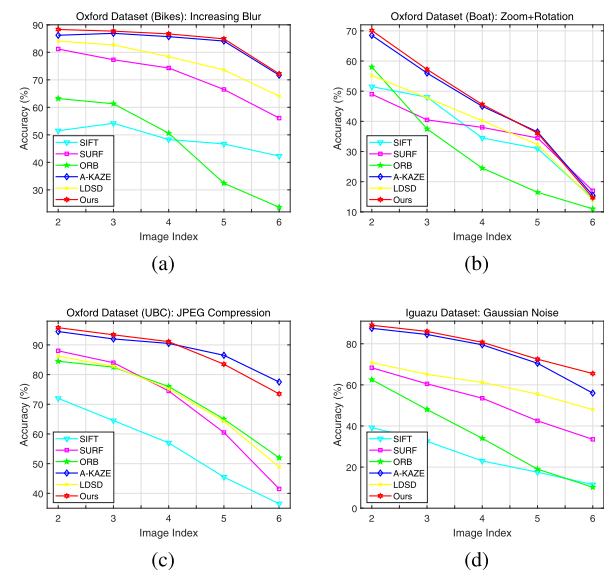 Oxford Dataset (Bikes): Increasing Blur
90
80
70
60
50
40
30
Accuracy (%)
SIFT
SURF
ORB
A-KAZE
LDSD
Ours
2 3 4 5 6
Image Index
(a)
Oxford Dataset (Boat): Zoom+Rotation
70
60
50
40
30
20
10
Accuracy (%)
SIFT
SURF
ORB
A-KAZE
LDSD
Ours
2 3 4 5 6
Image Index
(b)
Oxford Dataset (UBC): JPEG Compression
90
80
70
60
50
40
Accuracy (%)
SIFT
SURF
ORB
A-KAZE
LDSD
Ours
2 3 4 5 6
Image Index
(c)
Iguazu Dataset: Gaussian Noise
80
60
40
20
0
Accuracy (%)
SIFT
SURF
ORB
A-KAZE
LDSD
Ours
2 3 4 5 6
Image Index
(d)